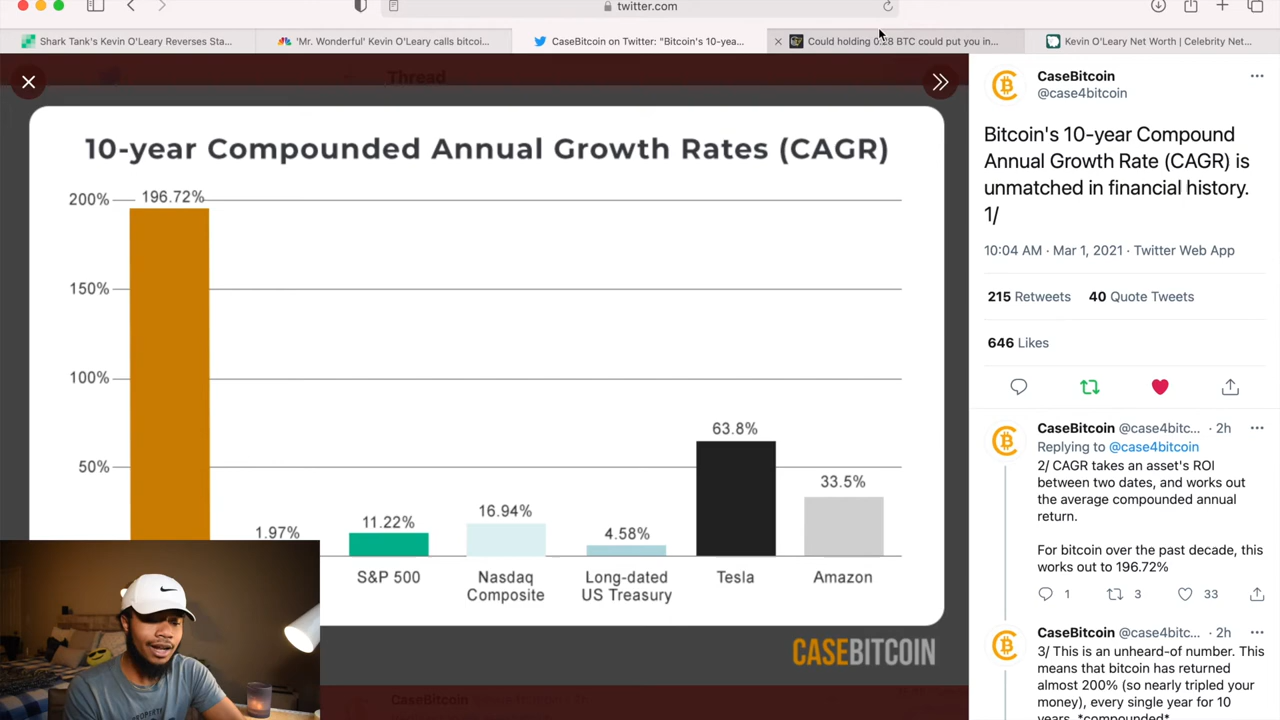 twitter.com
Shark Tank's Kevin O'Leary Reverses Sta...
'Mr. Wonderful' Kevin O'Leary calls bitcoi...
CaseBitcoin on Twitter: "Bitcoin's 10-yea...
Could holding 0.28 BTC could put you in...
Kevin O'Leary Net Worth | Celebrity Net...
Thread
10-year Compounded Annual Growth Rates (CAGR)
200%
196.72%
150%
100%
50%
1.97%
11.22%
16.94%
4.58%
63.8%
33.5%
S&P 500
Nasdaq
Composite
Long-dated
US Treasury
Tesla
Amazon
CASEBITCOIN
CaseBitcoin
@case4bitcoin
Bitcoin's 10-year Compound
Annual Growth Rate (CAGR) is
unmatched in financial history.
1/
10:04 AM · Mar 1, 2021 · Twitter Web App
215 Retweets 40 Quote Tweets
646 Likes
CaseBitcoin @case4bitc... · 2h
Replying to @case4bitcoin
2/ CAGR takes an asset's ROI
between two dates, and works out
the average compounded annual
return.
For bitcoin over the past decade, this
works out to 196.72%
1 3 33
CaseBitcoin @case4bitc... · 2h
3/ This is an unheard-of number. This
means that bitcoin has returned
almost 200% (so nearly tripled your
money), every single year for 10
years, *compounded*
CaseBitcoin